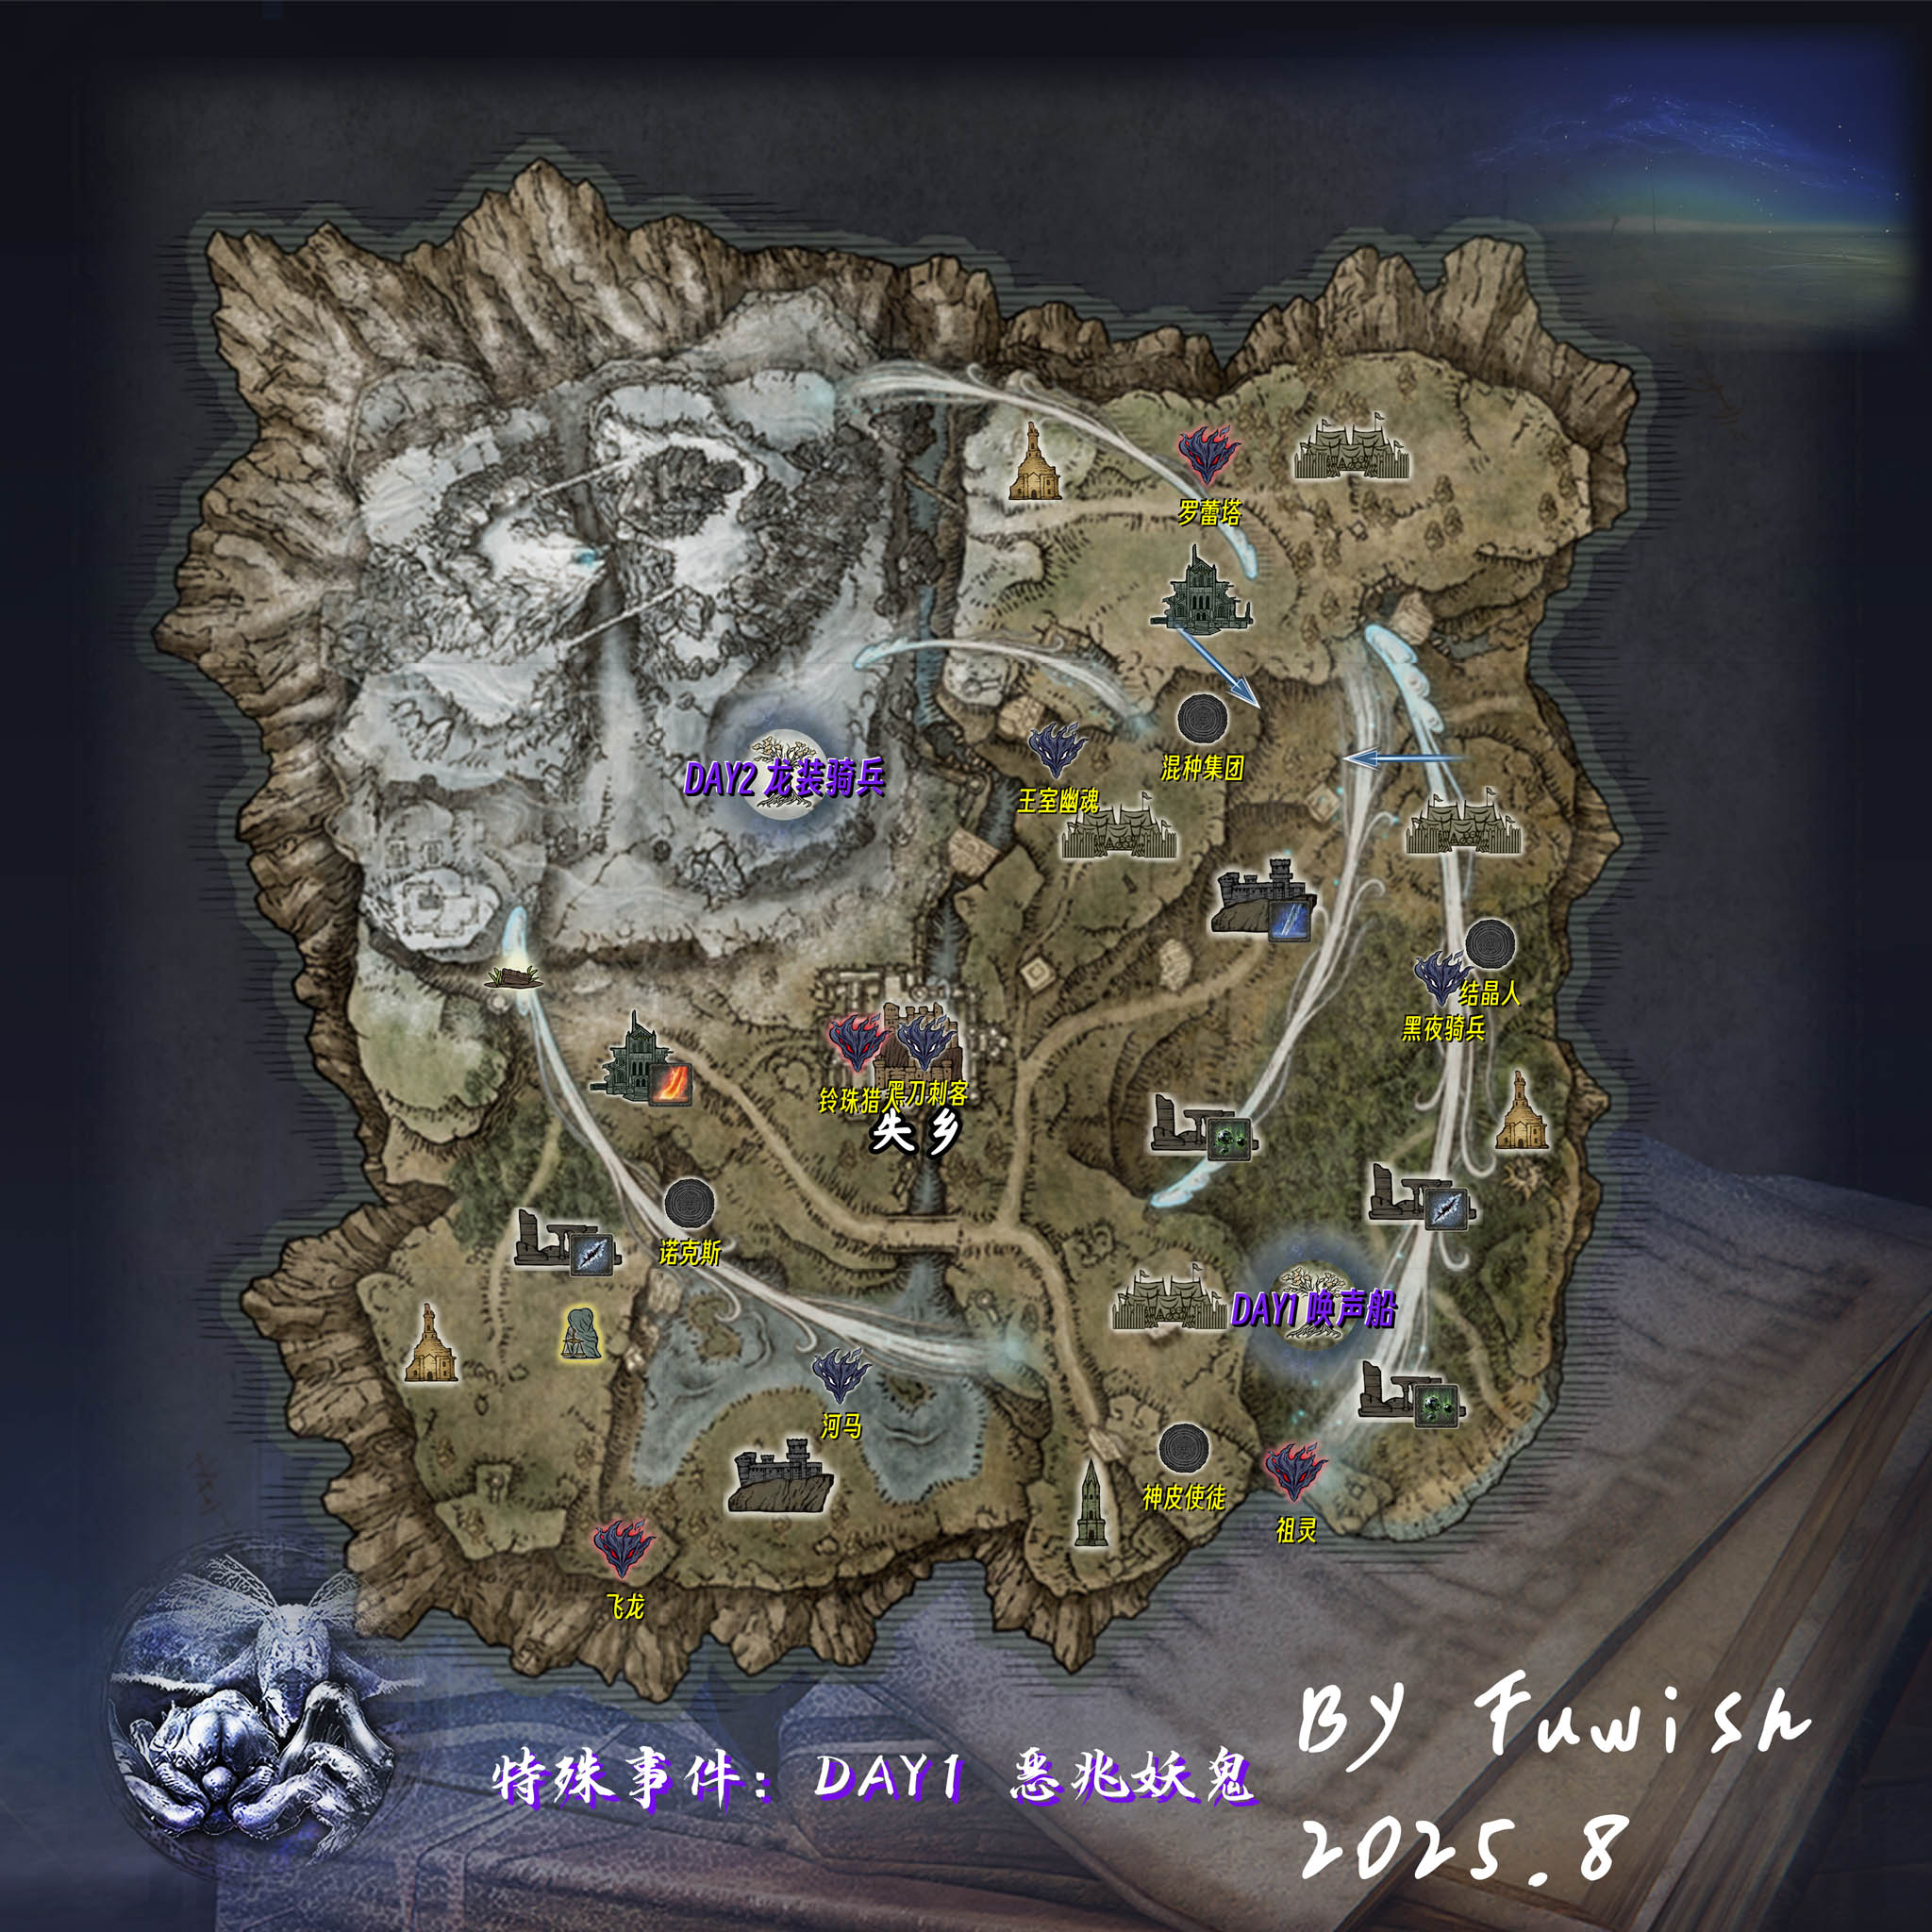 罗蕾塔
混种集团
DAY2 龙装骑兵
王室幽魂
结晶人
黑夜骑兵
铃珠猎人
黑刀刺客
失乡
诺克斯
DAY1 唤声船
河马
神皮使徒
祖灵
飞龙
特殊事件：DAY1 恶兆妖鬼
BY Fuwish
2025.8